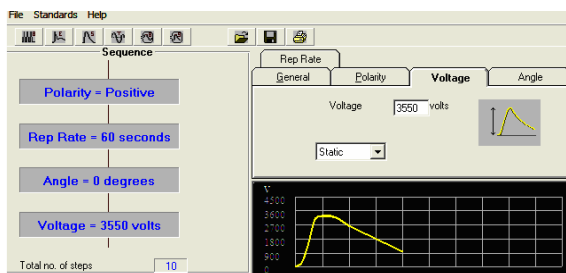 File Standards Help
Sequence
Polarity = Positive
Rep Rate = 60 seconds
Angle = 0 degrees
Voltage = 3550 volts
Total no. of steps 10
Rep Rate
General Polarity Voltage Angle
Voltage 3550 volts
Static
V
4500
3600
2700
1800
900
0